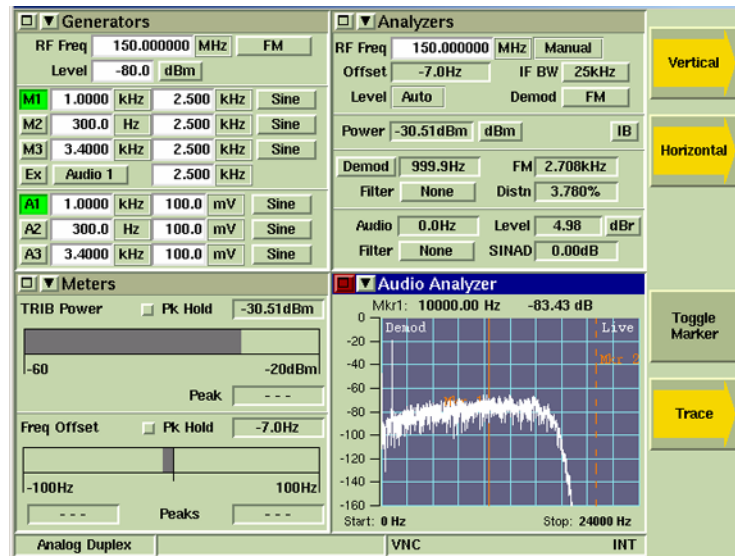 Generators
RF Freq 150.000000 MHz FM
Level -80.0 dBm
M1 1.0000 kHz 2.500 kHz Sine
M2 300.0 Hz 2.500 kHz Sine
M3 3.4000 kHz 2.500 kHz Sine
Ex Audio 1 2.500 kHz
A1 1.0000 kHz 100.0 mV Sine
A2 300.0 Hz 100.0 mV Sine
A3 3.4000 kHz 100.0 mV Sine
Analyzers
RF Freq 150.000000 MHz Manual
Offset -7.0Hz IF BW 25kHz
Level Auto Demod FM
Power -30.51dBm dBm IB
Demod 999.9Hz FM 2.708kHz
Filter None Distn 3.780%
Audio 0.0Hz Level 4.98 dBr
Filter None SINAD 0.00dB
Meters
TRIB Power Pk Hold -30.51dBm
-60 -20dBm
Peak - - -
Freq Offset Pk Hold -7.0Hz
-100Hz 100Hz
- - - Peaks - - -
Audio Analyzer
Mkr1: 10000.00 Hz -83.43 dB
Demod Live
Mkr 2
0
-20
-40
-60
-80
-100
-120
-140
-160
Start: 0 Hz Stop: 24000 Hz
Vertical
Horizontal
Toggle
Marker
Trace
Analog Duplex VNC INT